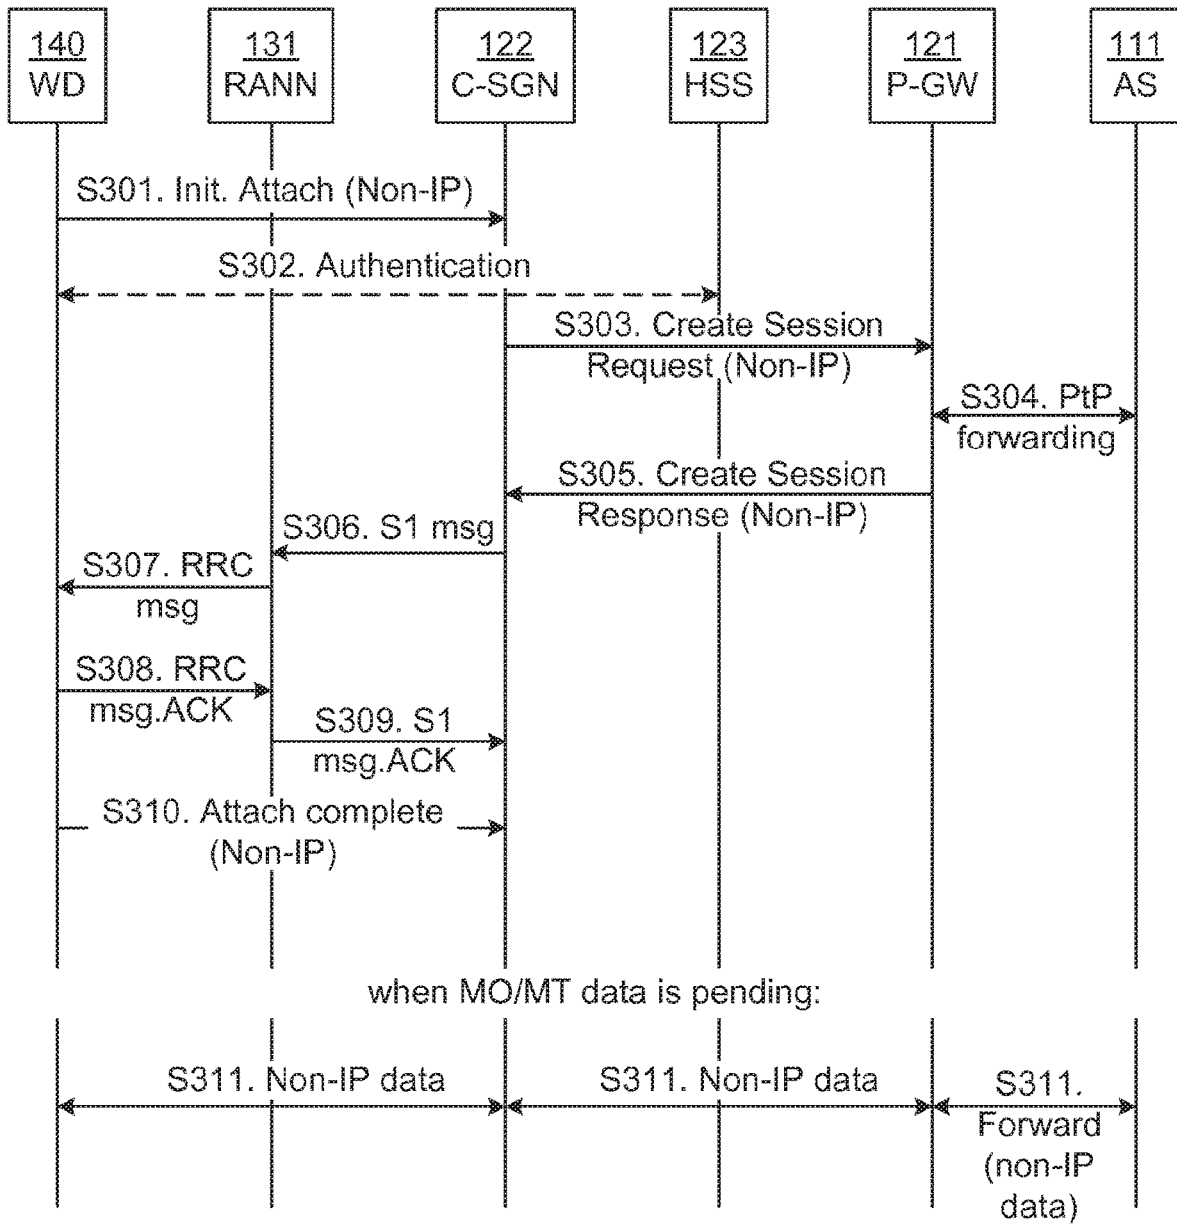 140
WD
131
RANN
122
C-SGN
123
HSS
121
P-GW
111
AS
S301. Init. Attach (Non-IP)
S302. Authentication
S303. Create Session
Request (Non-IP)
S304. PtP
forwarding
S305. Create Session
Response (Non-IP)
S306. S1 msg
S307. RRC
msg
S308. RRC
msg.ACK
S309. S1
msg.ACK
S310. Attach complete
(Non-IP)
when MO/MT data is pending:
S311. Non-IP data
S311. Non-IP data
S311.
Forward
(non-IP
data)